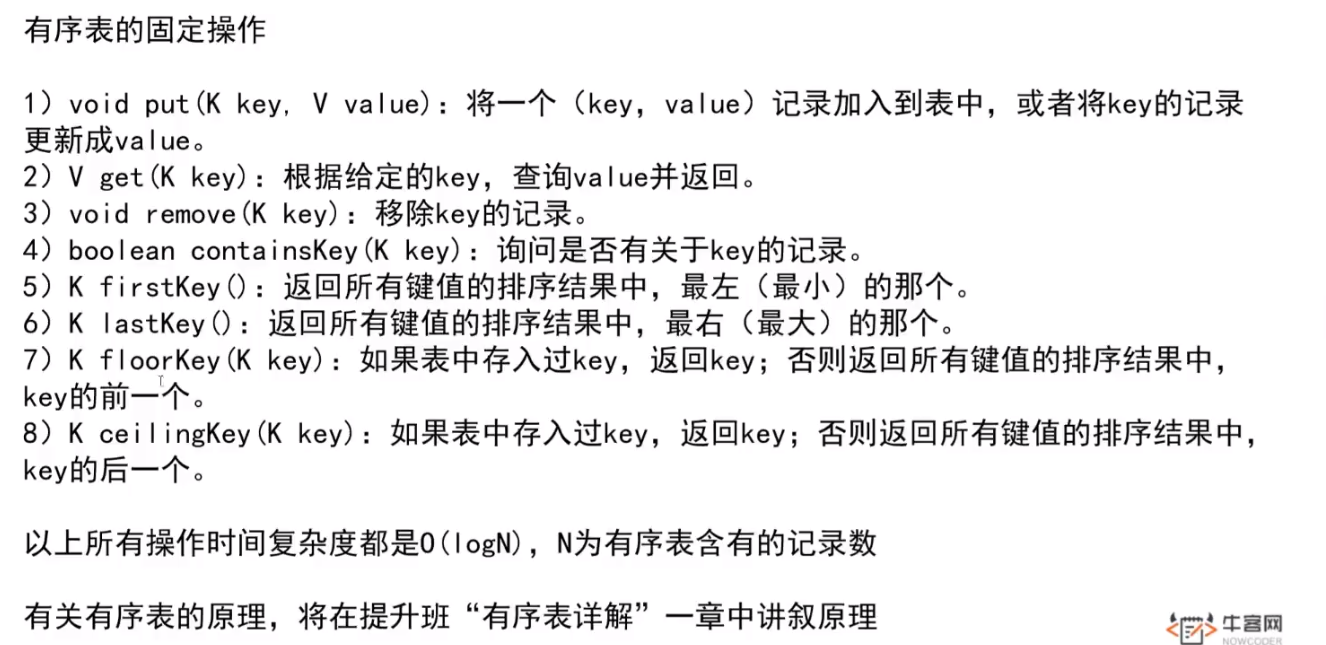 有序表的固定操作
1）void put(K key, V value)：将一个（key，value）记录加入到表中，或者将key的记录
更新成value。
2）V get(K key)：根据给定的key，查询value并返回。
3）void remove(K key)：移除key的记录。
4）boolean containsKey(K key)：询问是否有关于key的记录。
5）K firstKey()：返回所有键值的排序结果中，最左（最小）的那个。
6）K lastKey()：返回所有键值的排序结果中，最右（最大）的那个。
7）K floorKey(K key)：如果表中存入过key，返回key；否则返回所有键值的排序结果中，
key的前一个。
8）K ceilingKey(K key)：如果表中存入过key，返回key；否则返回所有键值的排序结果中，
key的后一个。
以上所有操作时间复杂度都是O(logN)，N为有序表含有的记录数
有关有序表的原理，将在提升班“有序表详解”一章中讲叙原理
牛客网
NOWCODER